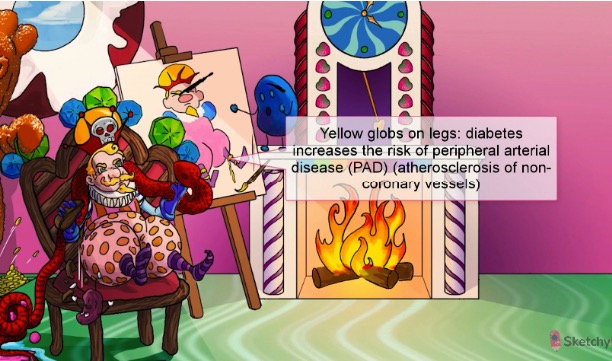 Yellow globs on legs: diabetes
increases the risk of peripheral arterial
disease (PAD) (atherosclerosis of non-
coronary vessels)
Sketchy